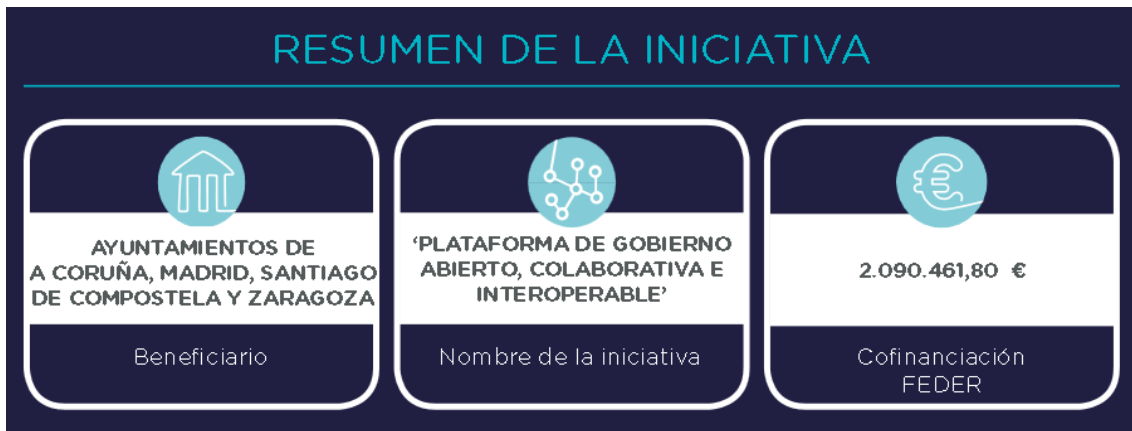 RESUMEN DE LA INICIATIVA
AYUNTAMIENTOS DE
A CORUÑA, MADRID, SANTIAGO
DE COMPOSTELA Y ZARAGOZA
Beneficiario
‘PLATAFORMA DE GOBIERNO
ABIERTO, COLABORATIVA E
INTEROPERABLE’
Nombre de la iniciativa
2.090.461,80 €
Cofinanciación
FEDER